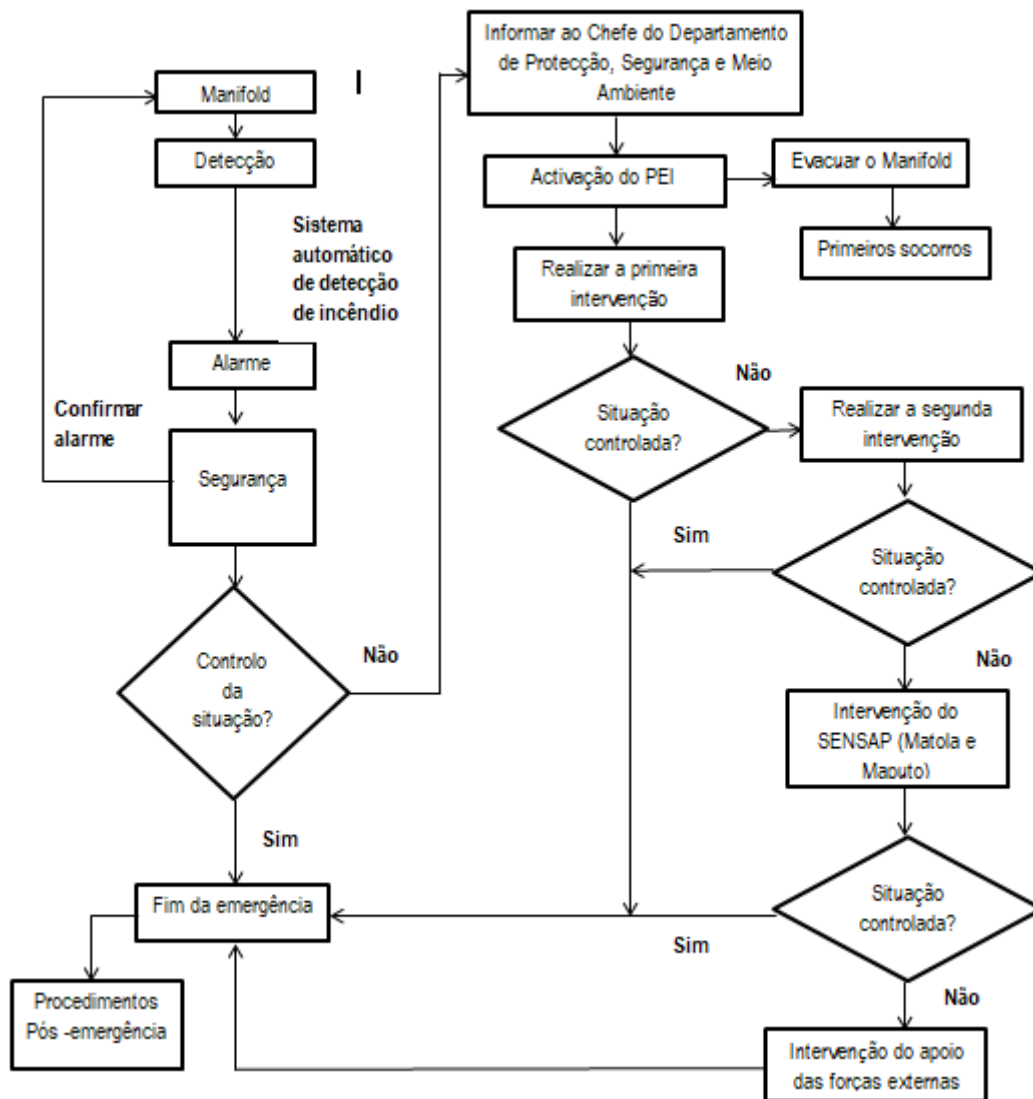 Manifold
Detecção
Sistema
automático
de detecção
de incêndio
Alarme
Confirmar
alarme
Segurança
Controlo
da
situação?
Não
Sim
Fim da emergência
Procedimentos
Pós -emergência
Informar ao Chefe do Departamento
de Protecção, Segurança e Meio
Ambiente
Activação do PEI
Evacuar o Manifold
Primeiros socorros
Realizar a primeira
intervenção
Situação
controlada?
Não
Realizar a segunda
intervenção
Sim
Situação
controlada?
Não
Intervenção do
SENSAP (Matola e
Maputo)
Situação
controlada?
Sim
Não
Intervenção do apoio
das forças externas